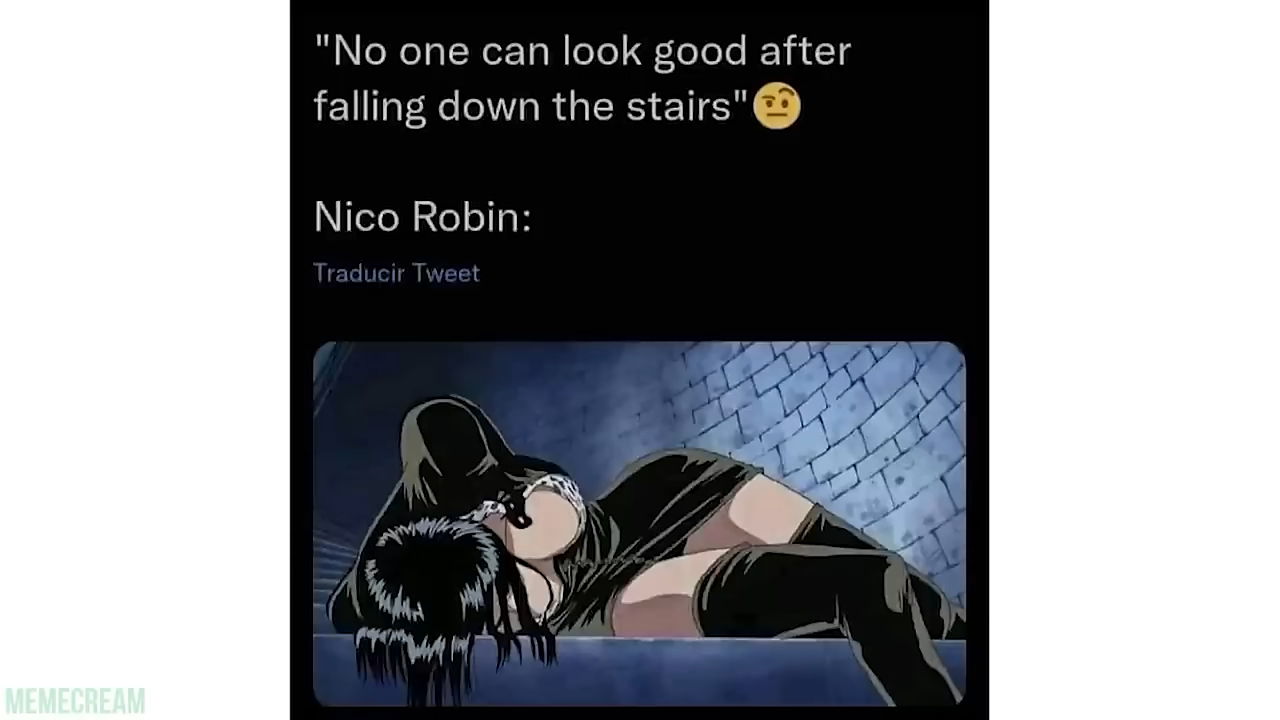 "No one can look good after
falling down the stairs"🤨
Nico Robin:
Traducir Tweet
MEMECREAM